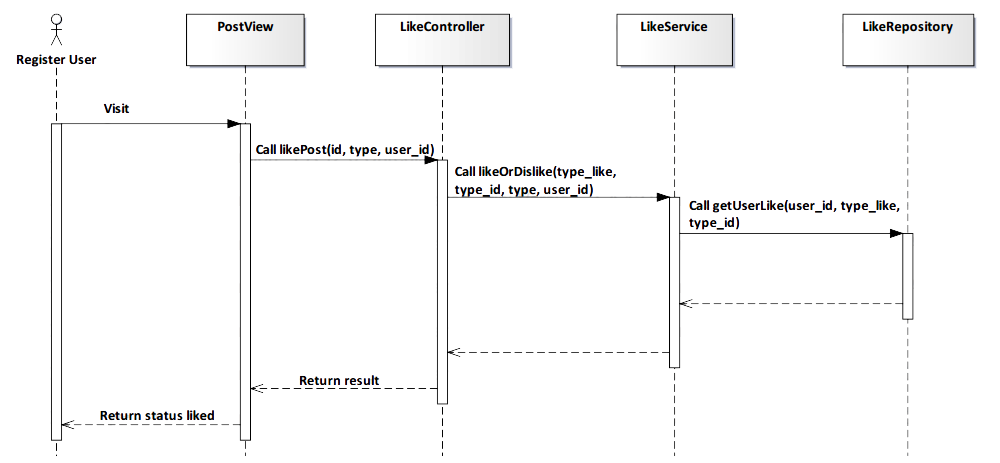 PostView
LikeController
LikeService
LikeRepository
Register User
Visit
Call likePost(id, type, user_id)
Call likeOrDislike(type_like,
type_id, type, user_id)
Call getUserLike(user_id, type_like,
type_id)
Return result
Return status liked